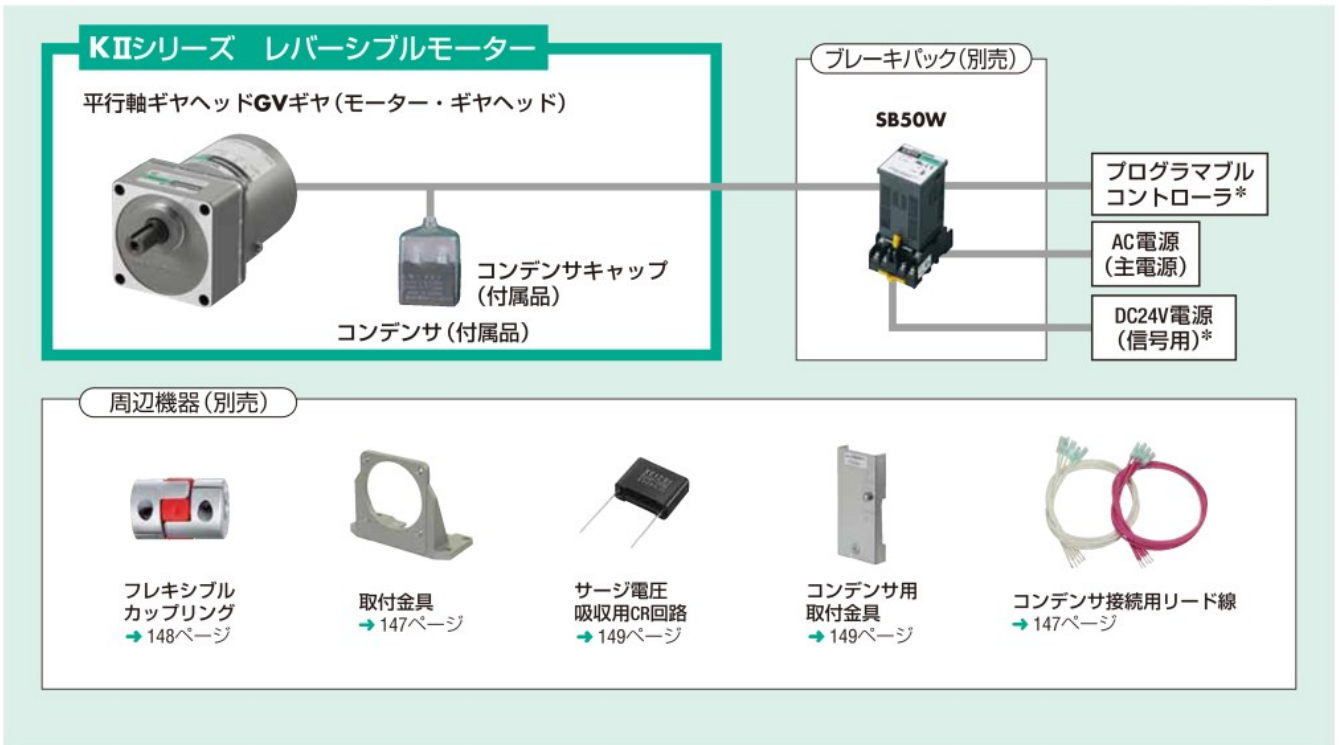 KⅡシリーズ　レバーシブルモーター
平行軸ギヤヘッドGVギヤ（モーター・ギヤヘッド）
コンデンサキャップ
（付属品）
コンデンサ（付属品）
ブレーキパック（別売）
SB50W
プログラマブル
コントローラ*
AC電源
（主電源）
DC24V電源
（信号用）*
周辺機器（別売）
フレキシブル
カップリング
➜ 148ページ
取付金具
➜ 147ページ
サージ電圧
吸収用CR回路
➜ 149ページ
コンデンサ用
取付金具
➜ 149ページ
コンデンサ接続用リード線
➜ 147ページ